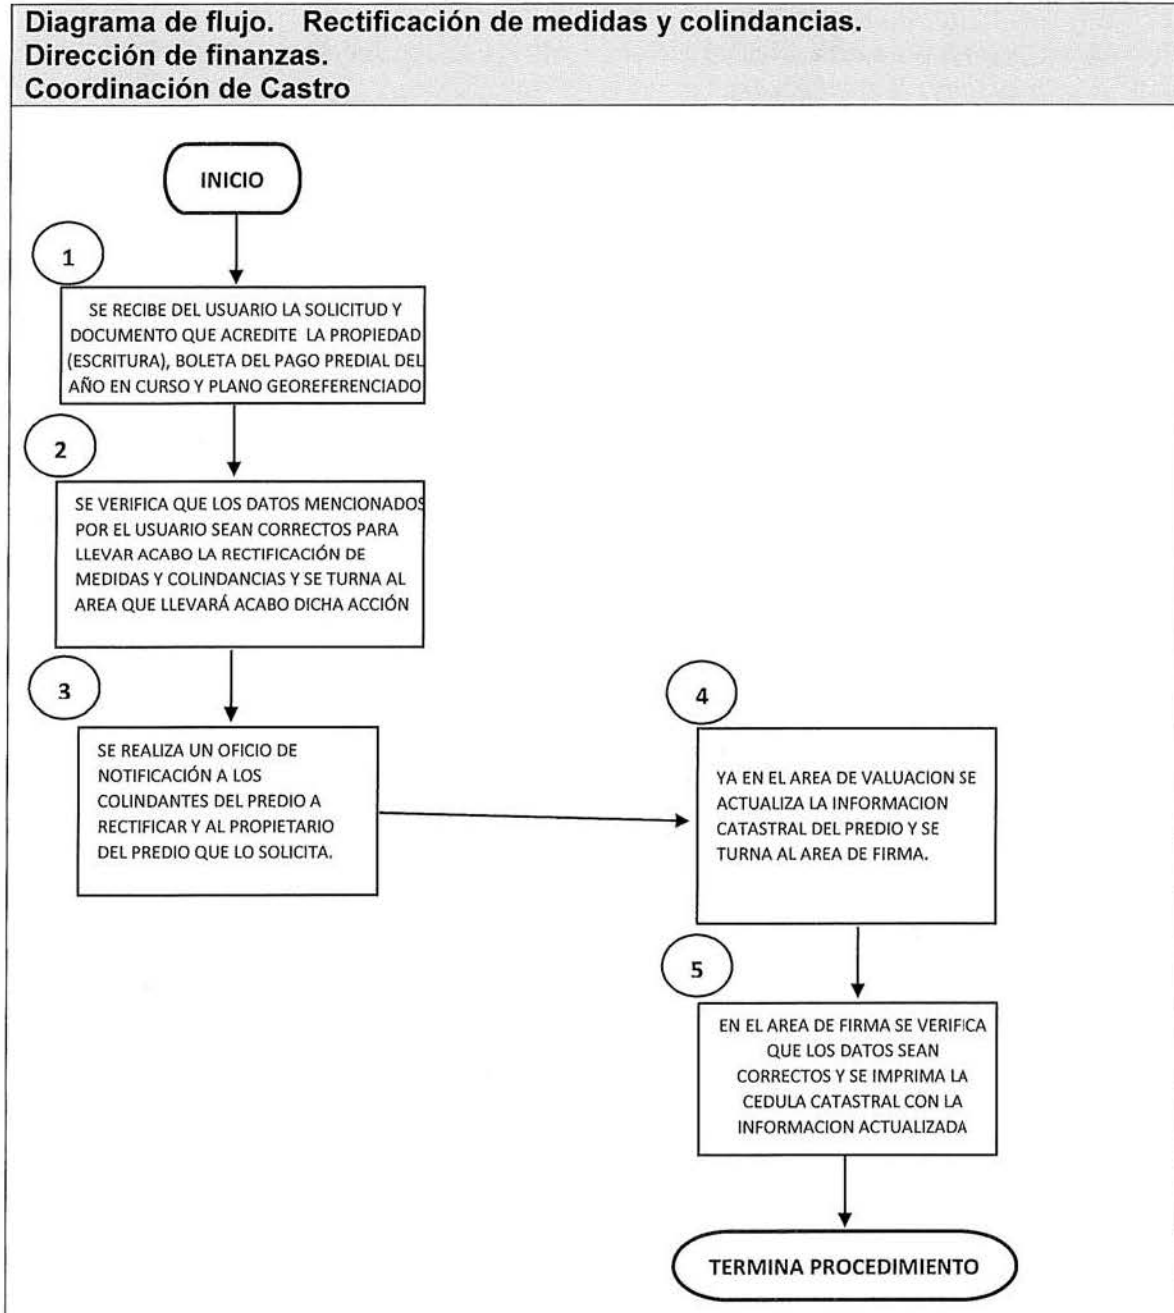 Diagrama de flujo. Rectificación de medidas y colindancias.
Dirección de finanzas.
Coordinación de Castro
INICIO
1
SE RECIBE DEL USUARIO LA SOLICITUD Y
DOCUMENTO QUE ACREDITE LA PROPIEDAD
(ESCRITURA), BOLETA DEL PAGO PREDIAL DEL
AÑO EN CURSO Y PLANO GEOREFERENCIADO
2
SE VERIFICA QUE LOS DATOS MENCIONADOS
POR EL USUARIO SEAN CORRECTOS PARA
LLEVAR ACABO LA RECTIFICACIÓN DE
MEDIDAS Y COLINDANCIAS Y SE TURNA AL
AREA QUE LLEVARÁ ACABO DICHA ACCIÓN
3
SE REALIZA UN OFICIO DE
NOTIFICACIÓN A LOS
COLINDANTES DEL PREDIO A
RECTIFICAR Y AL PROPIETARIO
DEL PREDIO QUE LO SOLICITA.
4
YA EN EL AREA DE VALUACION SE
ACTUALIZA LA INFORMACION
CATASTRAL DEL PREDIO Y SE
TURNA AL AREA DE FIRMA.
5
EN EL AREA DE FIRMA SE VERIFICA
QUE LOS DATOS SEAN
CORRECTOS Y SE IMPRIMA LA
CEDULA CATASTRAL CON LA
INFORMACION ACTUALIZADA
TERMINA PROCEDIMIENTO